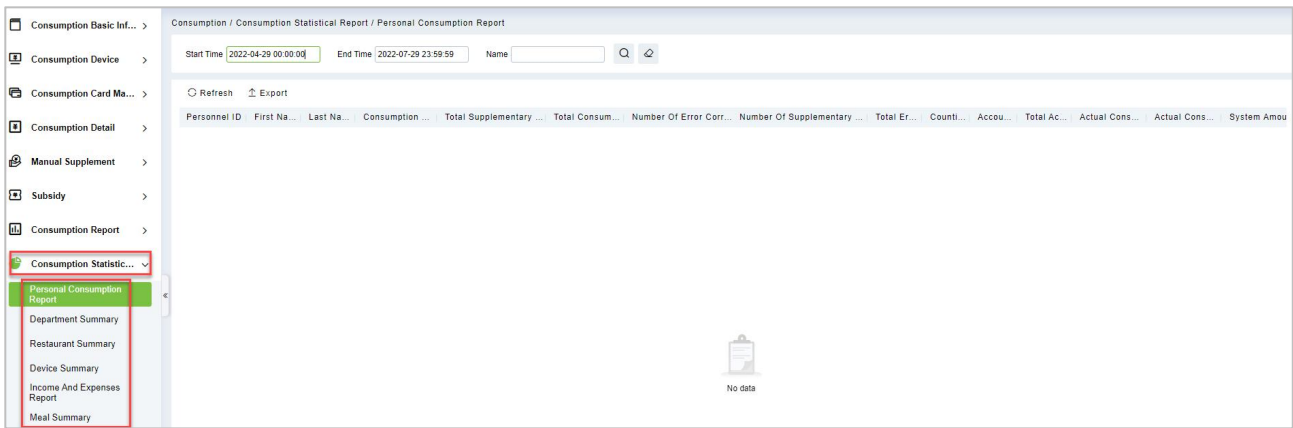 Consumption Basic Inf...
Consumption Device
Consumption Card Ma...
Consumption Detail
Manual Supplement
Subsidy
Consumption Report
Consumption Statistic...
Personal Consumption
Report
Department Summary
Restaurant Summary
Device Summary
Income And Expenses
Report
Meal Summary
Consumption / Consumption Statistical Report / Personal Consumption Report
Start Time 2022-04-29 00:00:00 End Time 2022-07-29 23:59:59 Name
Refresh Export
Personnel ID First Na... Last Na... Consumption ... Total Supplementary ... Total Consum... Number Of Error Corr... Number Of Supplementary ... Total Er... Counti... Accou... Total Ac... Actual Cons... Actual Cons... System Amou
No data